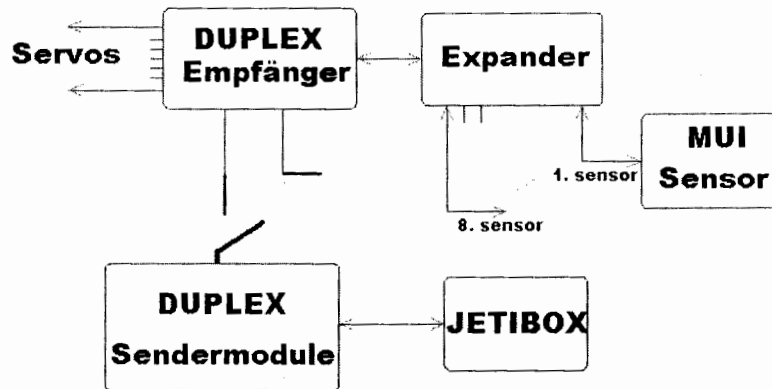 Servos
DUPLEX
Empfänger
Expander
MUI
Sensor
1. sensor
8. sensor
DUPLEX
Sendermodule
JETIBOX